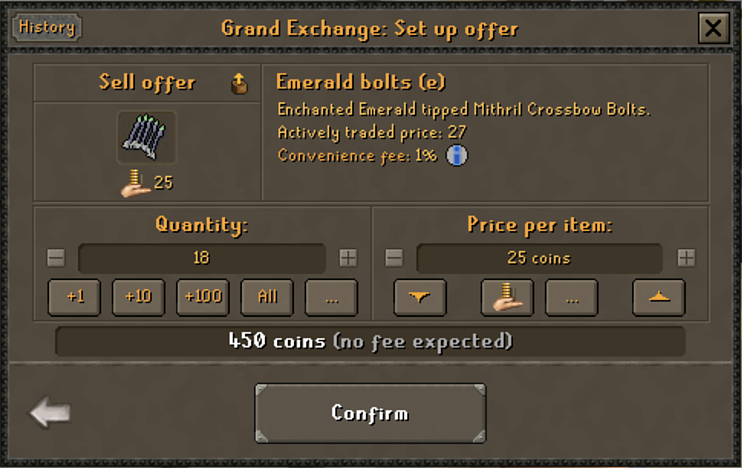 History
Grand Exchange: Set up offer
Sell offer
25
Emerald bolts (e)
Enchanted Emerald tipped Mithril Crossbow Bolts.
Actively traded price: 27
Convenience fee: 1%
Quantity:
18
+1 +10 +100 All ...
Price per item:
25 coins
...
450 coins (no fee expected)
Confirm